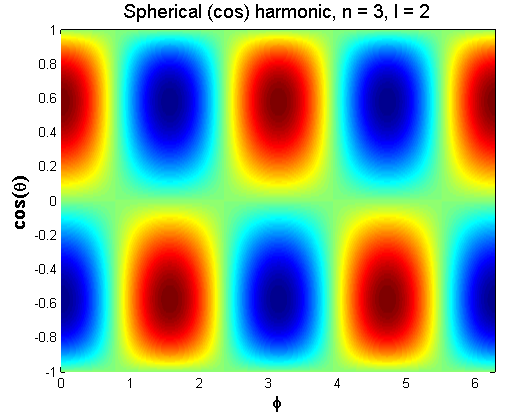 Spherical (cos) harmonic, n = 3, l = 2
1
0.8
0.6
0.4
0.2
0
-0.2
-0.4
-0.6
-0.8
-1
cos(θ)
0 1 2 3 4 5 6
ϕ